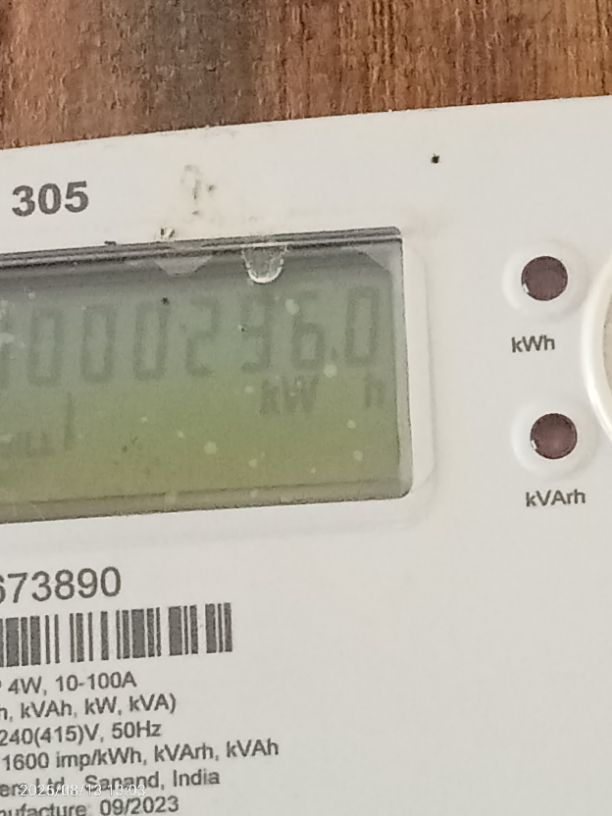 305
000296.0
kW h
kWh
kVArh
673890
4W, 10-100A
kVAh, kW, kVA)
240(415)V, 50Hz
1600 imp/kWh, kVArh, kVAh
Ltd., Sanand, India
09/2023